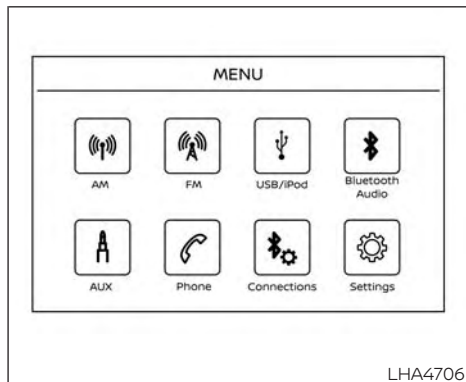 MENU
AM FM USB/iPod Bluetooth
Audio
AUX Phone Connections Settings
LHA4706